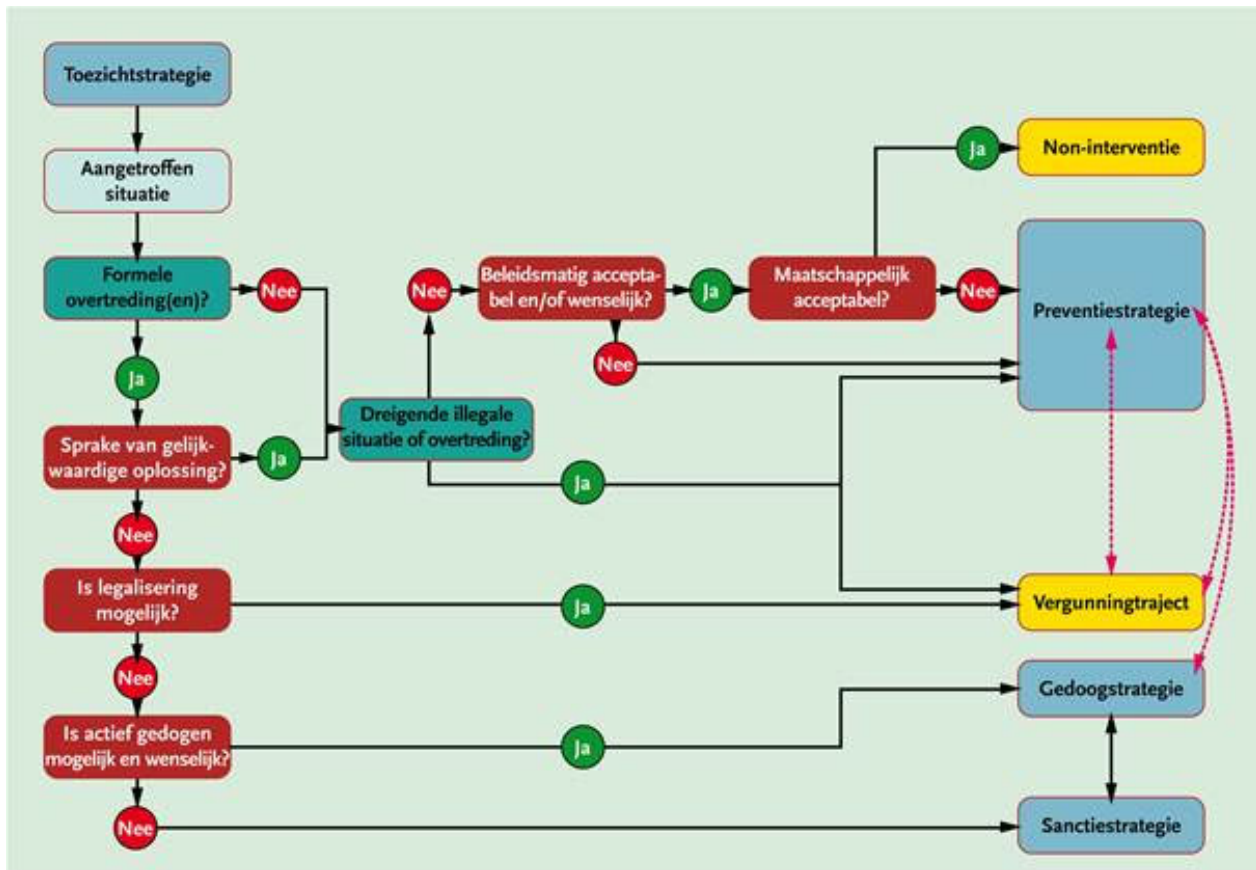 Toezichtstrategie
Aangetroffen
situatie
Formele
overtreding(en)?
Nee
Ja
Sprake van gelijk-
waardige oplossing?
Ja
Nee
Is legalisering
mogelijk?
Ja
Nee
Is actief gedogen
mogelijk en wenselijk?
Ja
Nee
Dreigende illegale
situatie of overtreding?
Nee
Ja
Beleidsmatig accepta-
bel en/of wenselijk?
Ja
Nee
Maatschappelijk
acceptabel?
Ja
Nee
Non-interventie
Preventiestrategie
Vergunningtraject
Gedoogstrategie
Sanctiestrategie